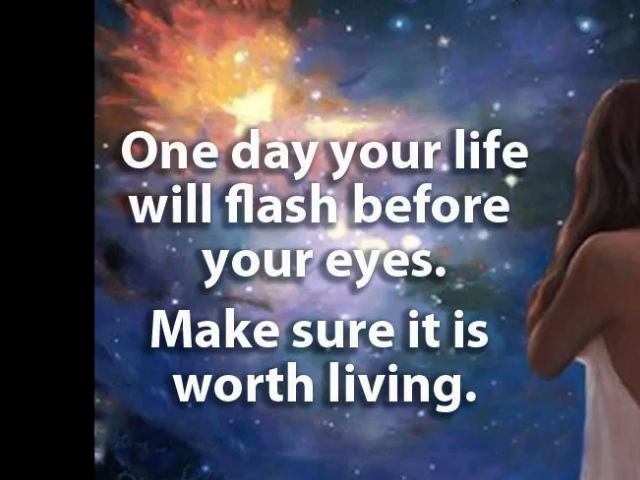 One day your life
will flash before
your eyes.
Make sure it is
worth living.